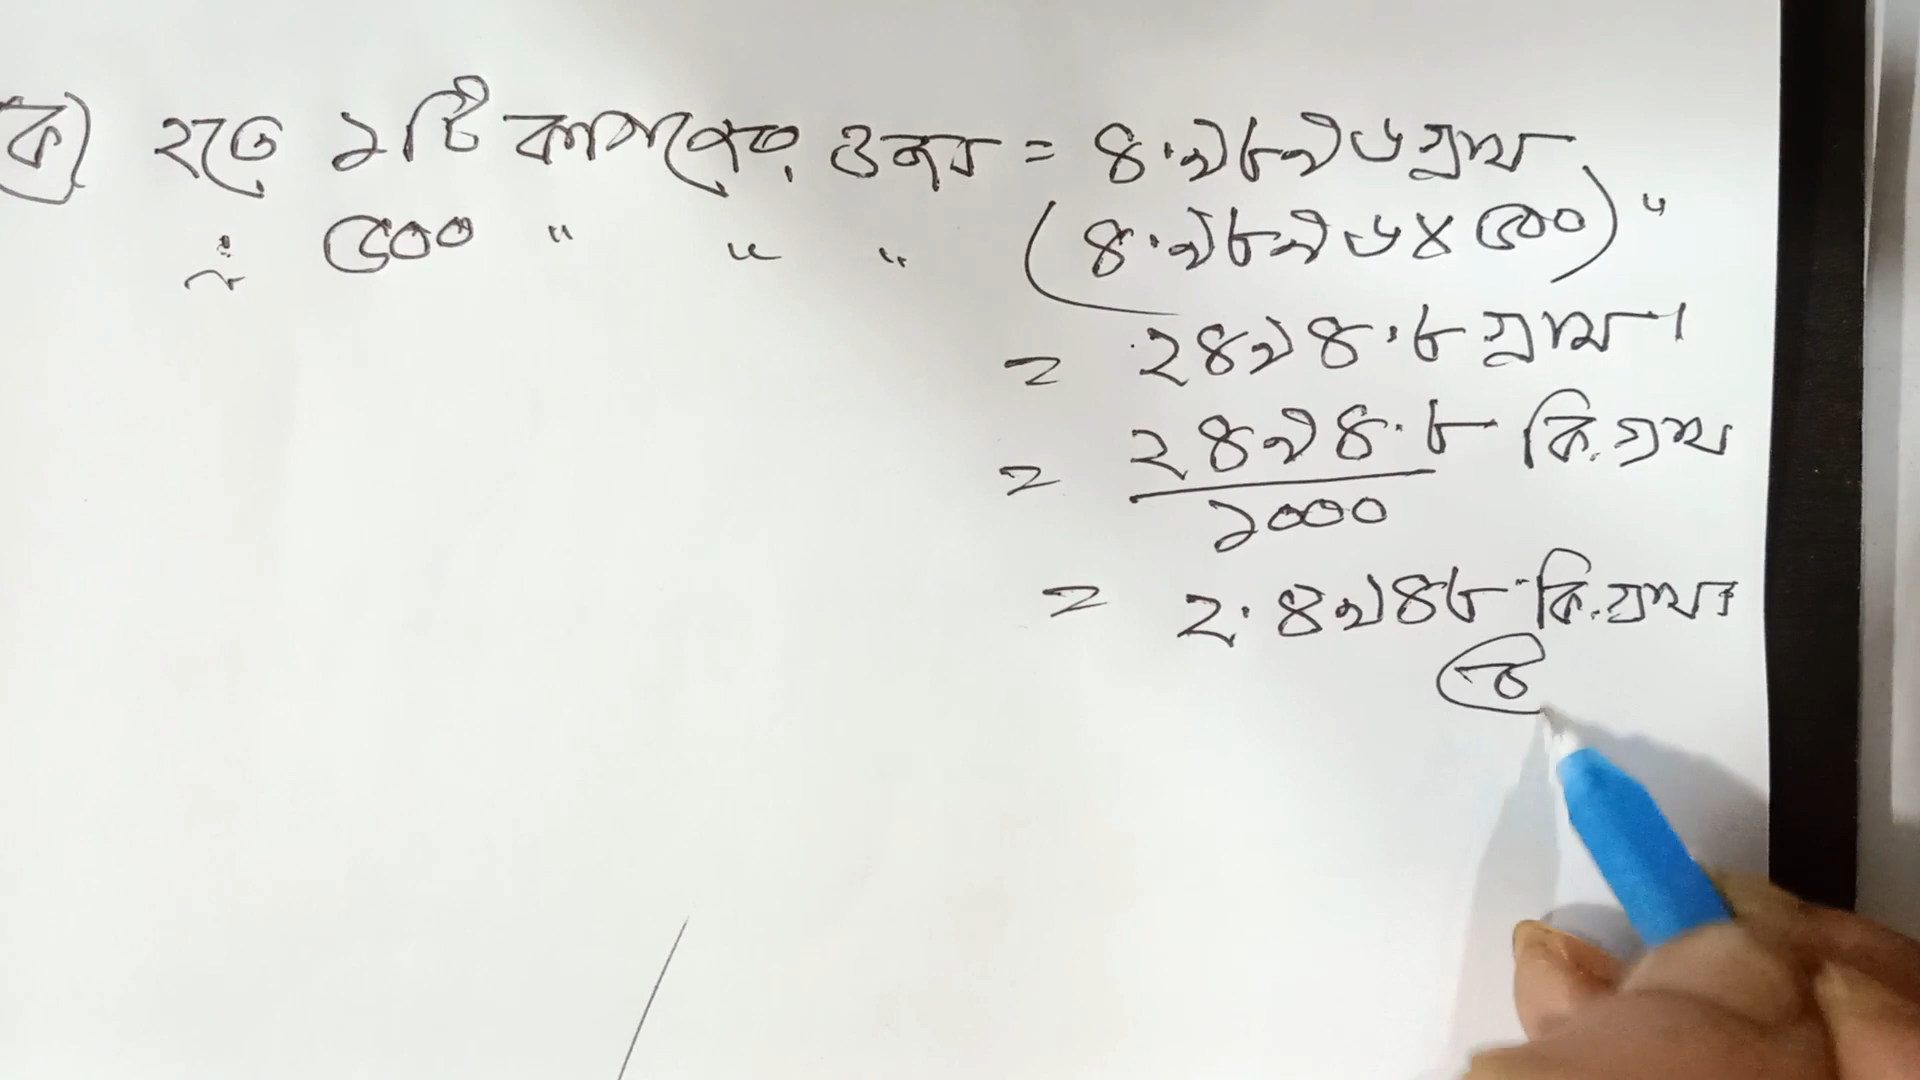 ক) হতে ১টি কাগজের ওজন = ৪.৯৮৯৬ গ্রাম
∴ ৫০০ " " " (৪.৯৮৯৬×৫০০) "
= ২৪৯৪.৮ গ্রাম।
= ২৪৯৪.৮ কি.গ্রাম
১০০০
= ২.৪৯৪৮ কি.গ্রাম।